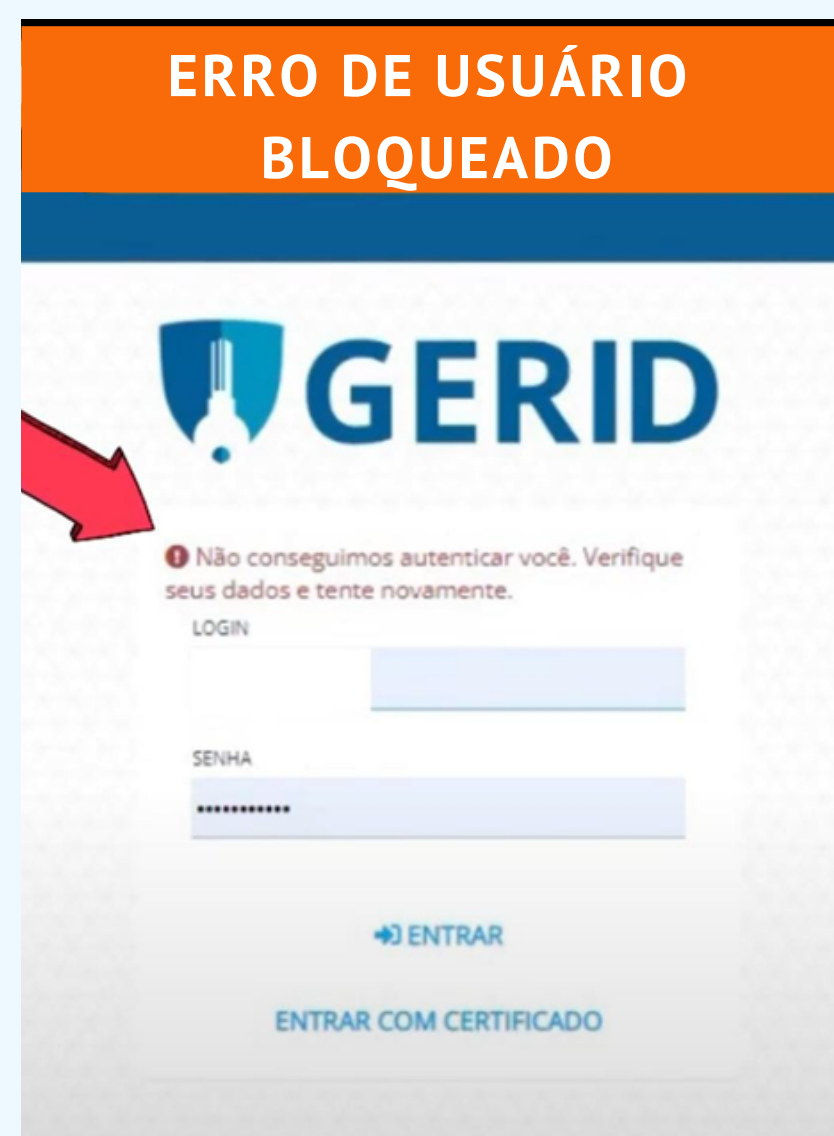 ERRO DE USUÁRIO
BLOQUEADO
GERID
Não conseguimos autenticar você. Verifique
seus dados e tente novamente.
LOGIN
SENHA
•••••••••••
ENTRAR
ENTRAR COM CERTIFICADO